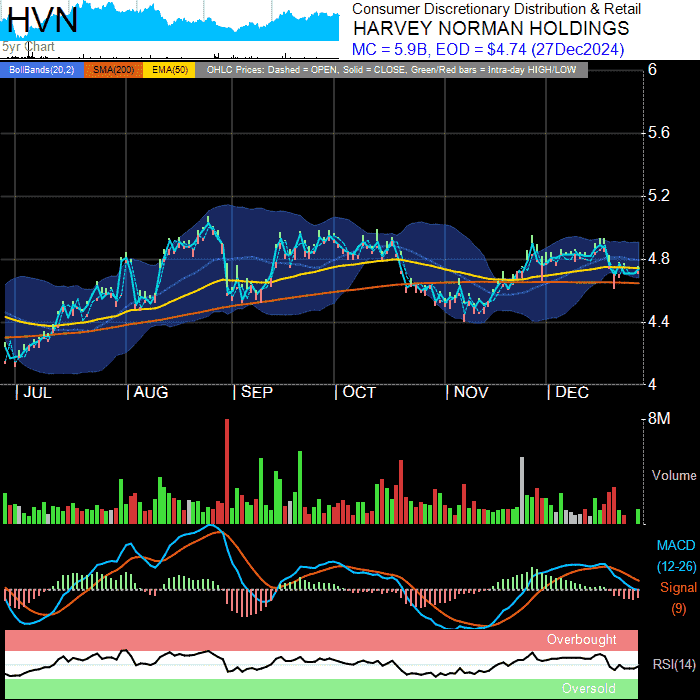 HVN
5yr Chart
Consumer Discretionary Distribution & Retail
HARVEY NORMAN HOLDINGS
MC = 5.9B, EOD = $4.74 (27Dec2024)
BollBands(20,2) SMA(200) EMA(50) OHLC Prices: Dashed = OPEN, Solid = CLOSE, Green/Red bars = Intra-day HIGH/LOW
6
5.6
5.2
4.8
4.4
4
JUL AUG SEP OCT NOV DEC
8M
Volume
MACD
(12-26)
Signal
(9)
Overbought
RSI(14)
Oversold